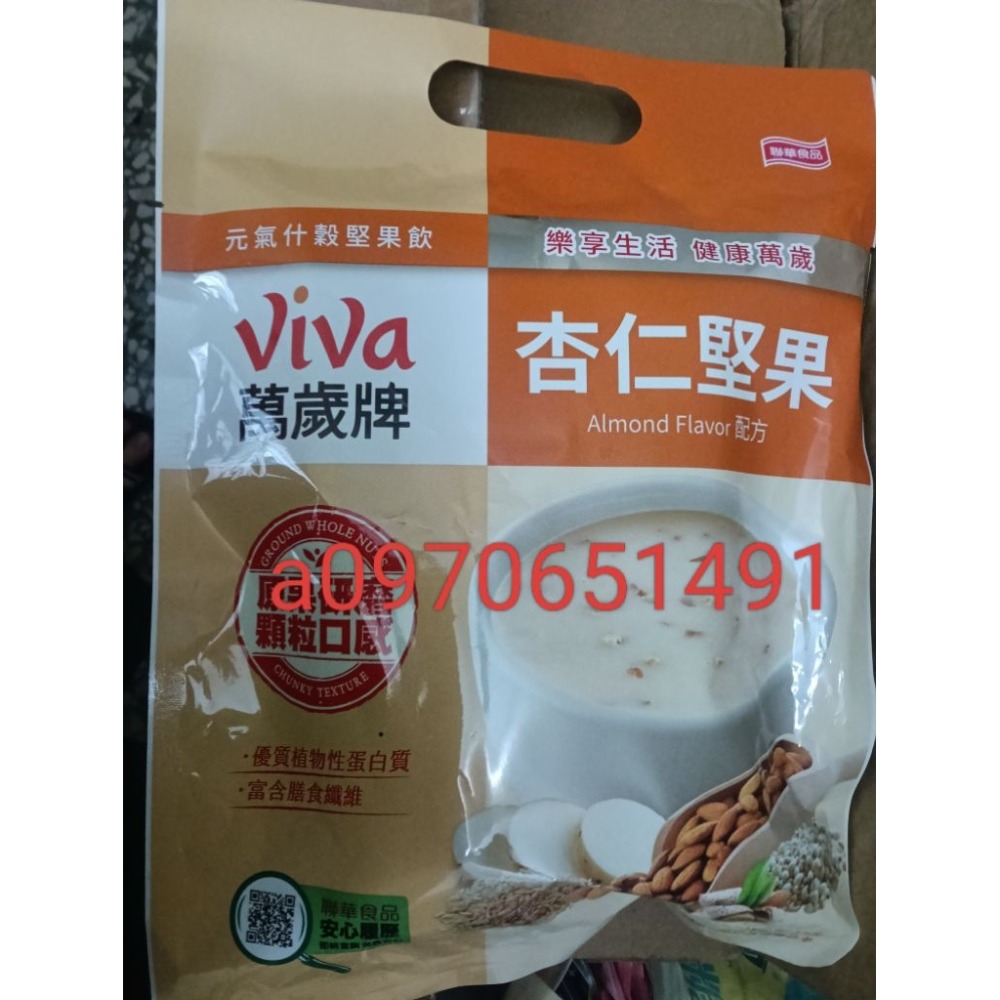 聯華食品
元氣什穀堅果飲
樂享生活 健康萬歲
viva
萬歲牌
杏仁堅果
Almond Flavor 配方
GROUND WHOLE NUTS
顆粒口感
CHUNKY TEXTURE
a0970651491
·優質植物性蛋白質
·富含膳食纖維
聯華食品
安心履歷